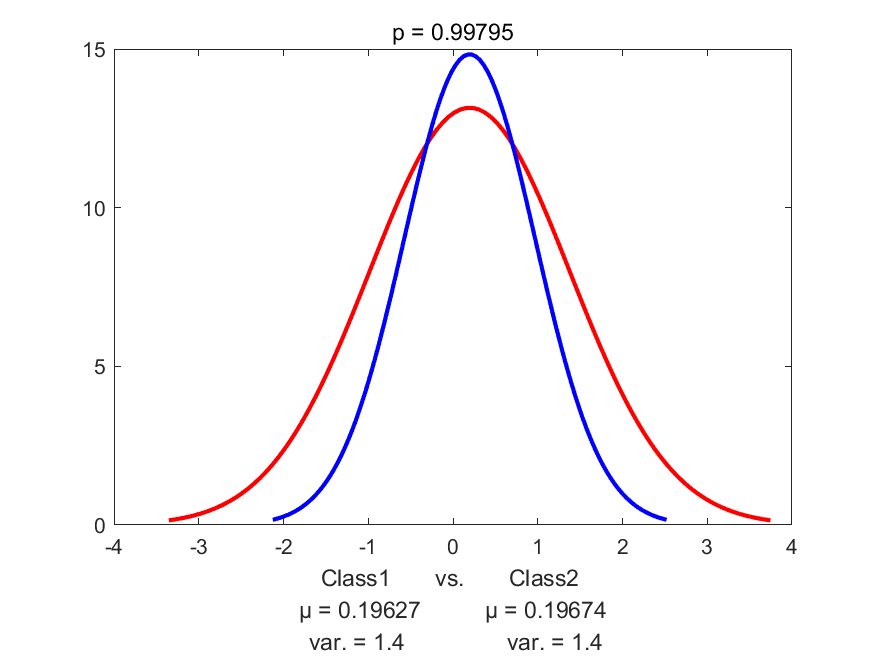 p = 0.99795
15
10
5
0
-4 -3 -2 -1 0 1 2 3 4
Class1 vs. Class2
μ = 0.19627 μ = 0.19674
var. = 1.4 var. = 1.4